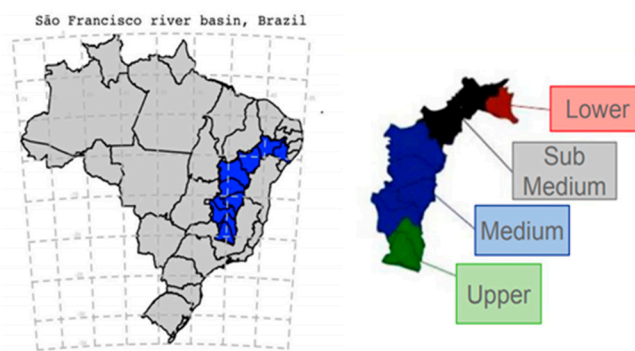 São Francisco river basin, Brazil
Lower
Sub
Medium
Medium
Upper